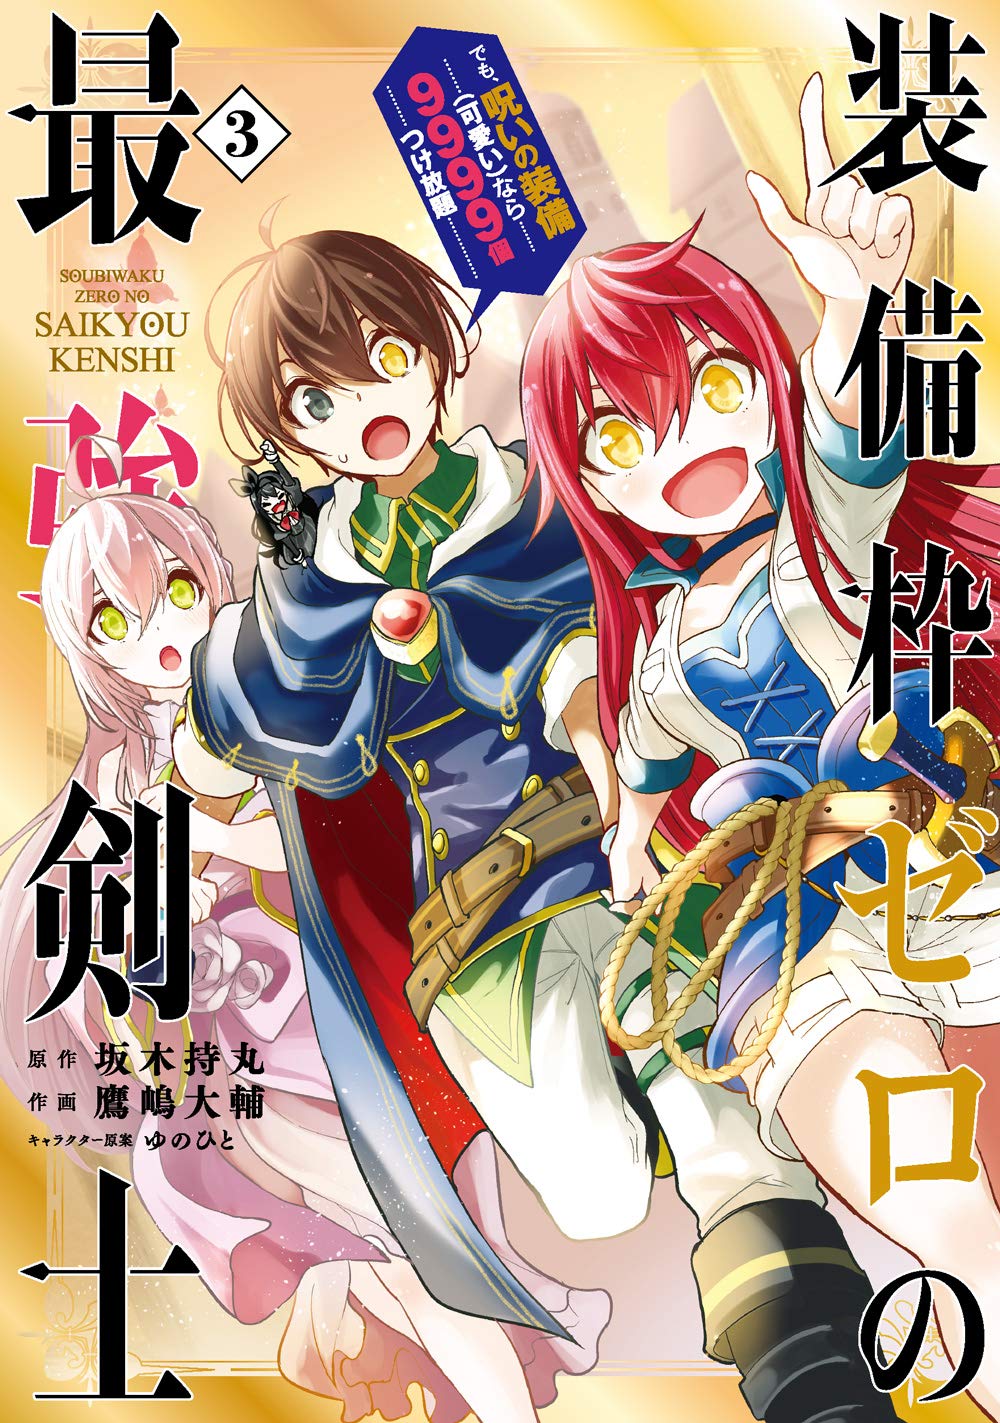 装備枠ゼロの
最強剣士
3
SOUBIWAKU
ZERO NO
SAIKYOU
KENSHI
でも、呪いの装備
………(可愛い)なら………
9999個
………つけ放題………
原作 坂木持丸
作画 鷹嶋大輔
キャラクター原案 ゆのひと